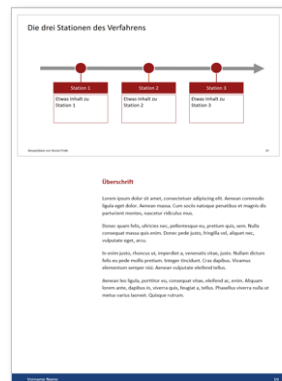 Die drei Stationen des Verfahrens
Station 1
Station 2
Station 3
Etwas Inhalt zu
Station 1
Etwas Inhalt zu
Station 2
Etwas Inhalt zu
Station 3
Überschrift
Lorem ipsum dolor sit amet, consectetuer adipiscing elit. Aenean commodo
ligula eget dolor. Aenean massa. Cum sociis natoque penatibus et magnis dis
parturient montes, nascetur ridiculus mus.
Donec quam felis, ultricies nec, pellentesque eu, pretium quis, sem. Nulla
consequat massa quis enim. Donec pede justo, fringilla vel, aliquet nec,
vulputate eget, arcu.
In enim justo, rhoncus ut, imperdiet a, venenatis vitae, justo. Nullam dictum
felis eu pede mollis pretium. Integer tincidunt. Cras dapibus. Vivamus
elementum semper nisi. Aenean vulputate eleifend tellus.
Aenean leo ligula, porttitor eu, consequat vitae, eleifend ac, enim. Aliquam
lorem ante, dapibus in, viverra quis, feugiat a, tellus. Phasellus viverra nulla ut
metus varius laoreet. Quisque rutrum.
Vorname Name